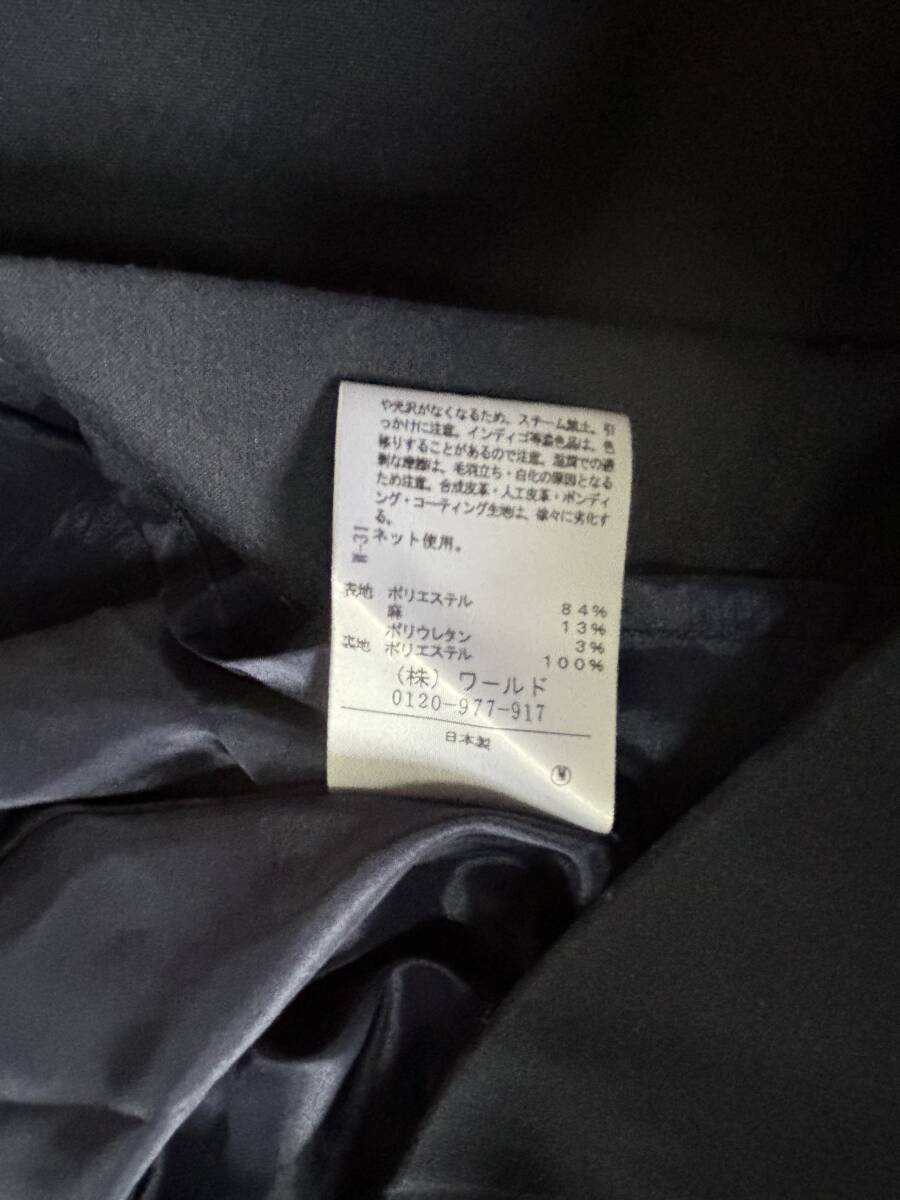 や光沢がなくなるため。スチーム禁止。引
っかけに注意。インディゴ等濃色品は、色
移りすることがあるので注意。湿潤での過
剰な摩擦は、毛羽立ち・白化の原因となる
ため注意。合成皮革・人工皮革・ボンディ
ング・コーティング生地は、徐々に劣化す
る。
ネット使用。
W-31
表地 ポリエステル 84%
麻 13%
ポリウレタン 3%
裏地 ポリエステル 100%
(株) ワールド
0120-977-917
日本製
Ⓦ